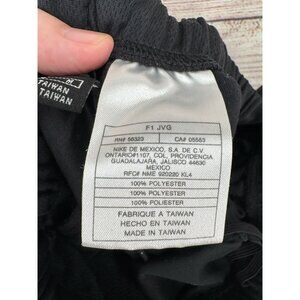 TAIWAN
TAIWAN
F1 JVG
RN# 56323 CA# 05553
NIKE DE MEXICO, S.A. DE C.V
ONTARIO#1107, COL. PROVIDENCIA
GUADALAJARA, JALISCO 44630
MEXICO
RFC# NME 920220 KL4
100% POLYESTER
100% POLYESTER
100% POLIESTER
FABRIQUE A TAIWAN
HECHO EN TAIWAN
MADE IN TAIWAN